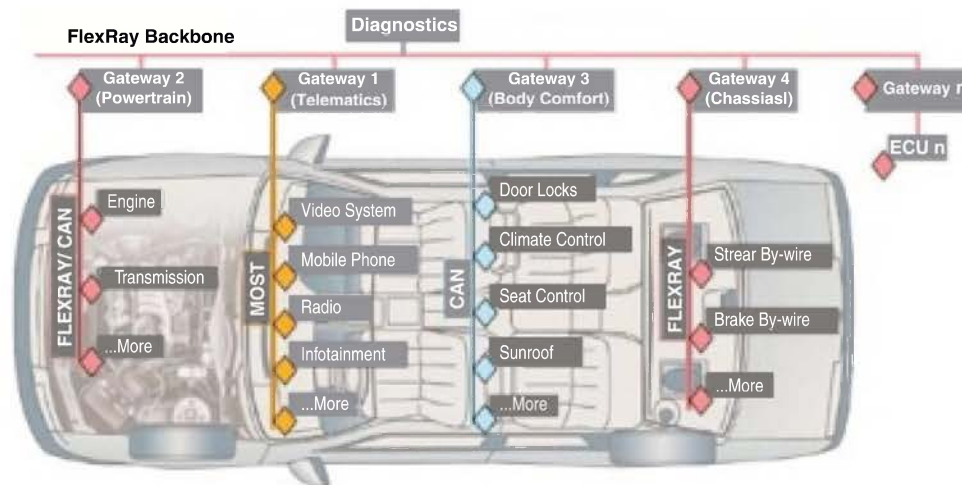 Diagnostics
FlexRay Backbone
Gateway 2
(Powertrain)
Gateway 1
(Telematics)
Gateway 3
(Body Comfort)
Gateway 4
(Chassiasl)
Gateway
ECU n
FLEXRAY/ CAN
Engine
Transmission
...More
MOST
Video System
Mobile Phone
Radio
Infotainment
...More
CAN
Door Locks
Climate Control
Seat Control
Sunroof
...More
FLEXRAY
Strear By-wire
Brake By-wire
...More